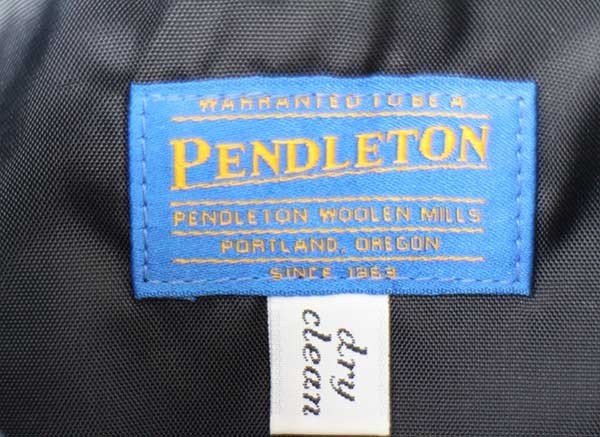 WARRANTED TO BE A
PENDLETON
PENDLETON WOOLEN MILLS
PORTLAND, OREGON
SINCE 1863
dry
clean